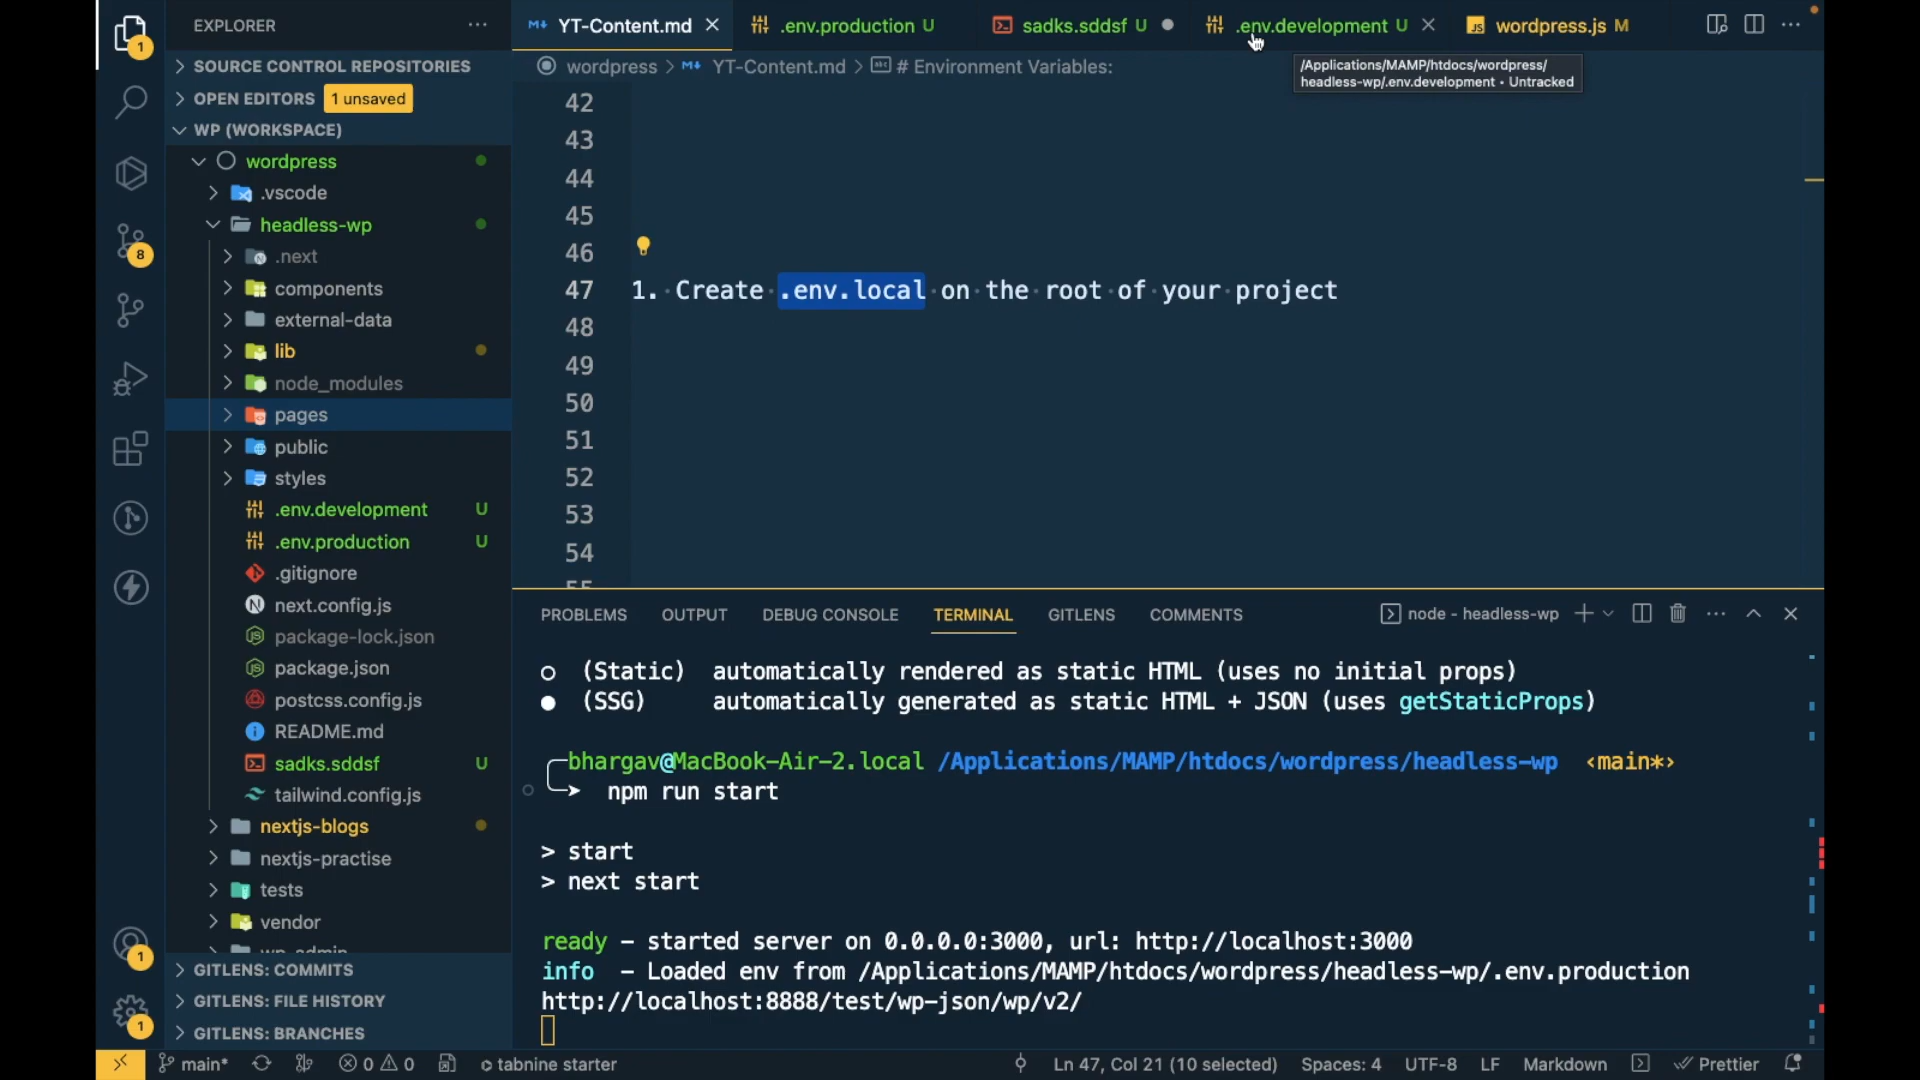 EXPLORER
SOURCE CONTROL REPOSITORIES
OPEN EDITORS 1 unsaved
WP (WORKSPACE)
wordpress
.vscode
headless-wp
.next
components
external-data
lib
node_modules
pages
public
styles
.env.development U
.env.production U
.gitignore
next.config.js
package-lock.json
package.json
postcss.config.js
README.md
sadks.sddsf U
tailwind.config.js
nextjs-blogs
nextjs-practise
tests
vendor
wp-admin
GITLENS: COMMITS
GITLENS: FILE HISTORY
GITLENS: BRANCHES
1
8
1
1
YT-Content.md .env.production U sadks.sddsf U .env.development U JS wordpress.js M
wordpress > YT-Content.md > # Environment Variables:
/Applications/MAMP/htdocs/wordpress/
headless-wp/.env.development • Untracked
42
43
44
45
46
47 1. Create .env.local on the root of your project
48
49
50
51
52
53
54
55
PROBLEMS OUTPUT DEBUG CONSOLE TERMINAL GITLENS COMMENTS node - headless-wp
○ (Static) automatically rendered as static HTML (uses no initial props)
● (SSG) automatically generated as static HTML + JSON (uses getStaticProps)
bhargav@MacBook-Air-2.local /Applications/MAMP/htdocs/wordpress/headless-wp ‹main*›
npm run start
> start
> next start
ready - started server on 0.0.0.0:3000, url: http://localhost:3000
info - Loaded env from /Applications/MAMP/htdocs/wordpress/headless-wp/.env.production
http://localhost:8888/test/wp-json/wp/v2/
main* 0 0 tabnine starter Ln 47, Col 21 (10 selected) Spaces: 4 UTF-8 LF Markdown Prettier